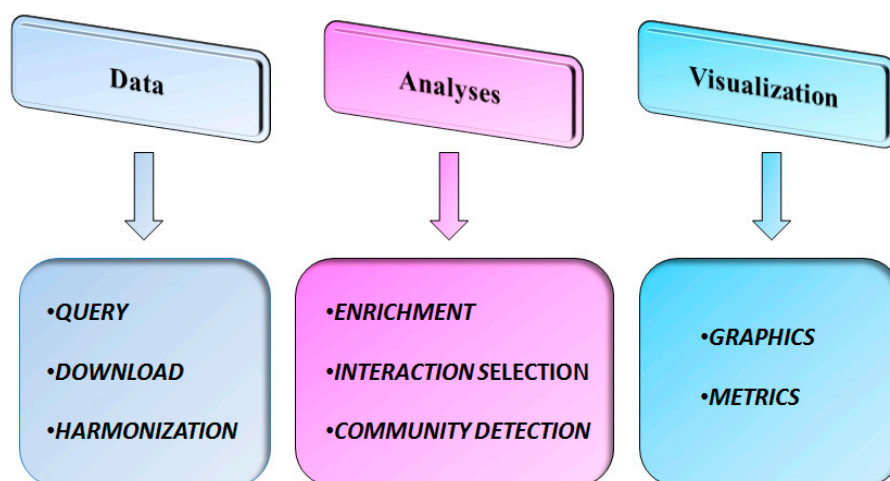 Data
Analyses
Visualization
•QUERY
•DOWNLOAD
•HARMONIZATION
•ENRICHMENT
•INTERACTION SELECTION
•COMMUNITY DETECTION
•GRAPHICS
•METRICS